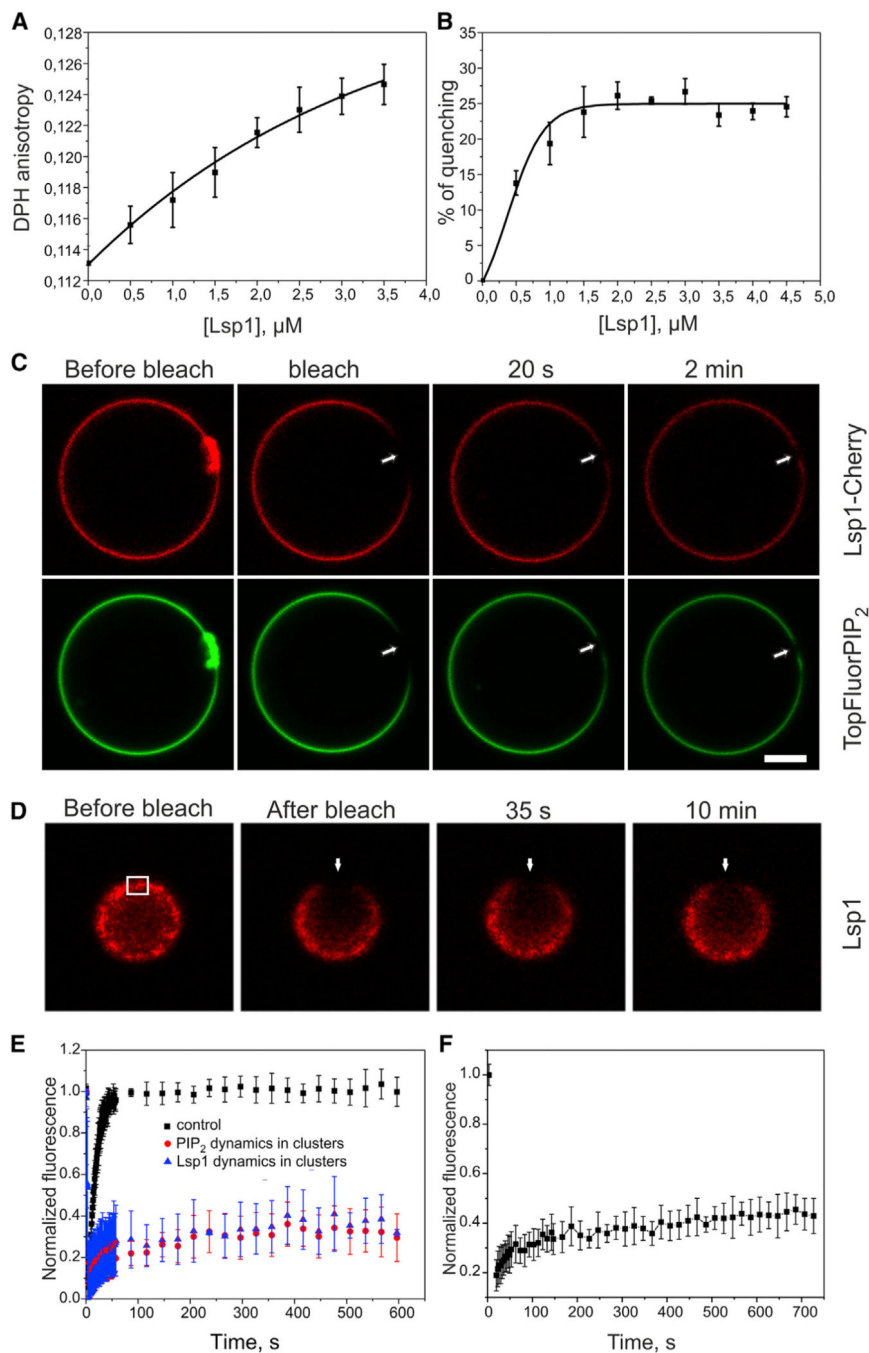 A
0,128
0,126
0,124
0,122
0,120
0,118
0,116
0,114
0,112
DPH anisotropy
0,0 0,5 1,0 1,5 2,0 2,5 3,0 3,5 4,0
[Lsp1], µM
B
35
30
25
20
15
10
5
0
% of quenching
0,0 0,5 1,0 1,5 2,0 2,5 3,0 3,5 4,0 4,5 5,0
[Lsp1], µM
C
Before bleach bleach 20 s 2 min
Lsp1-Cherry
TopFluorPIP₂
D
Before bleach After bleach 35 s 10 min
Lsp1
E
1.2
1.0
0.8
0.6
0.4
0.2
0.0
Normalized fluorescence
control
PIP₂ dynamics in clusters
Lsp1 dynamics in clusters
0 100 200 300 400 500 600
Time, s
F
1.0
0.8
0.6
0.4
0.2
Normalized fluorescence
0 100 200 300 400 500 600 700
Time, s